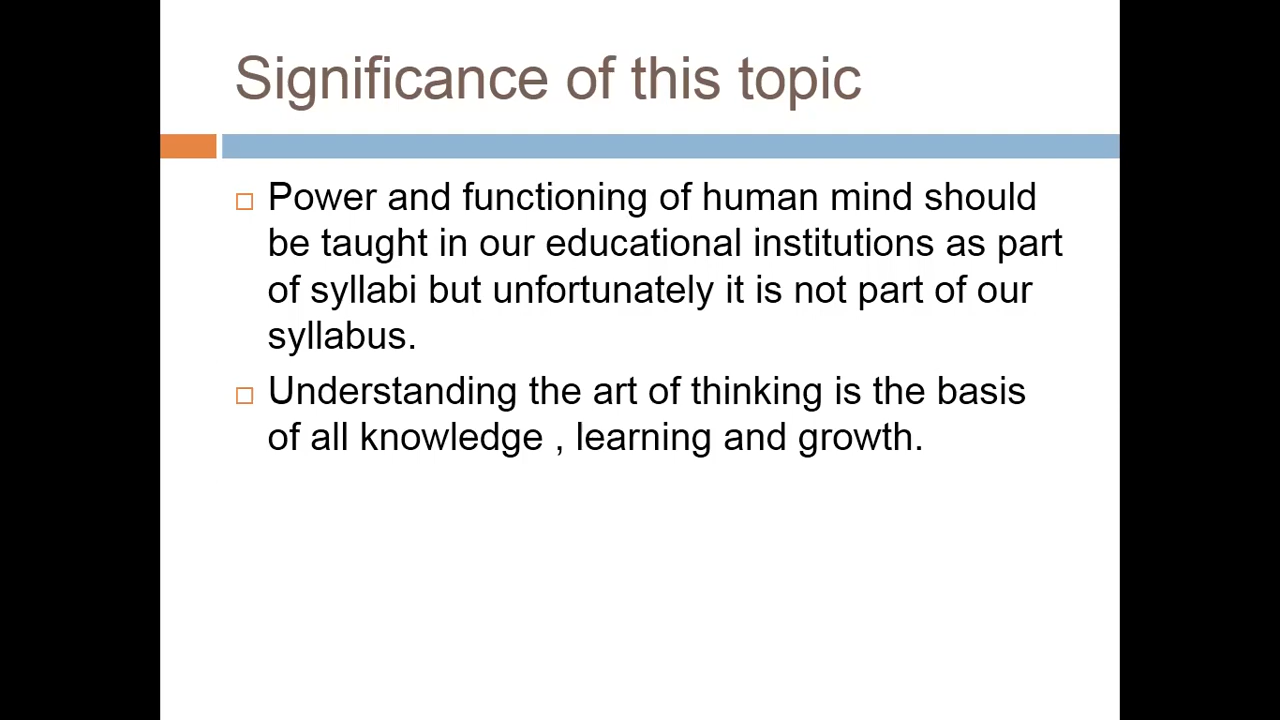 Significance of this topic
Power and functioning of human mind should
be taught in our educational institutions as part
of syllabi but unfortunately it is not part of our
syllabus.
Understanding the art of thinking is the basis
of all knowledge , learning and growth.